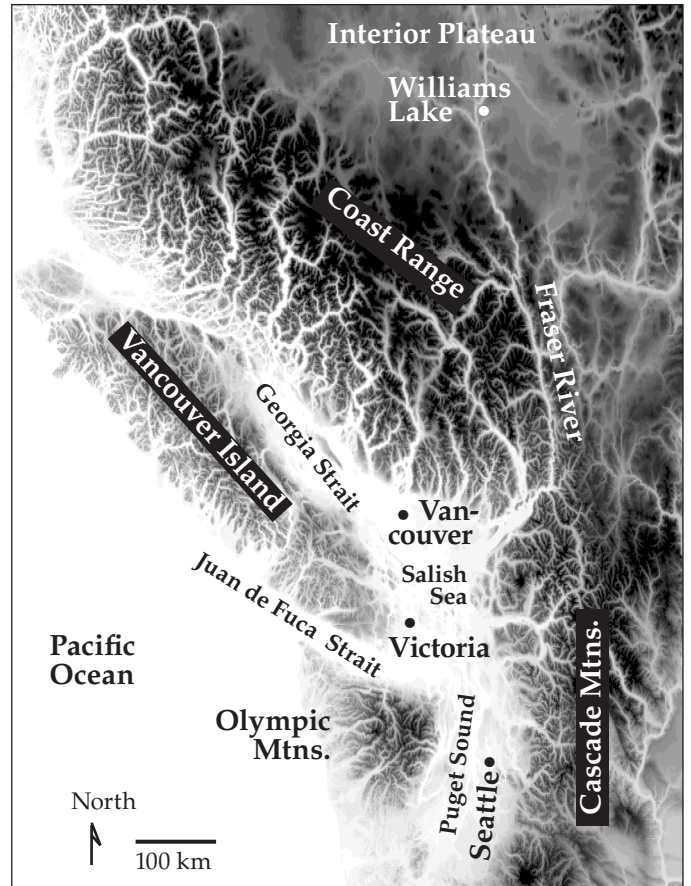 Interior Plateau
Williams
Lake
Coast Range
Fraser River
Vancouver Island
Georgia Strait
Van-
couver
Salish
Sea
Juan de Fuca Strait
Victoria
Pacific
Ocean
Olympic
Mtns.
Puget Sound
Seattle
Cascade Mtns.
North
100 km